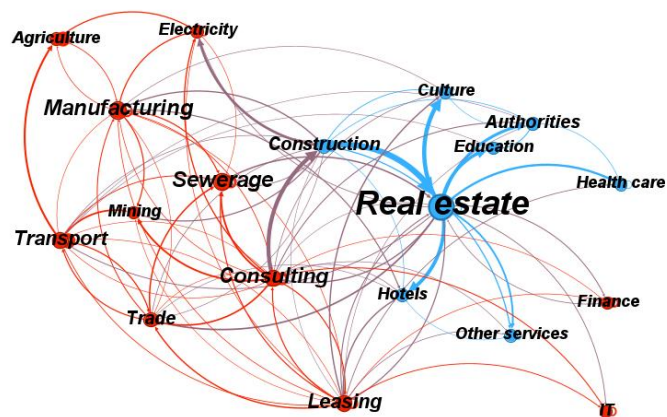 Agriculture
Electricity
Manufacturing
Culture
Construction
Authorities
Education
Sewerage
Health care
Mining
Real estate
Transport
Consulting
Hotels
Finance
Trade
Other services
Leasing
IT